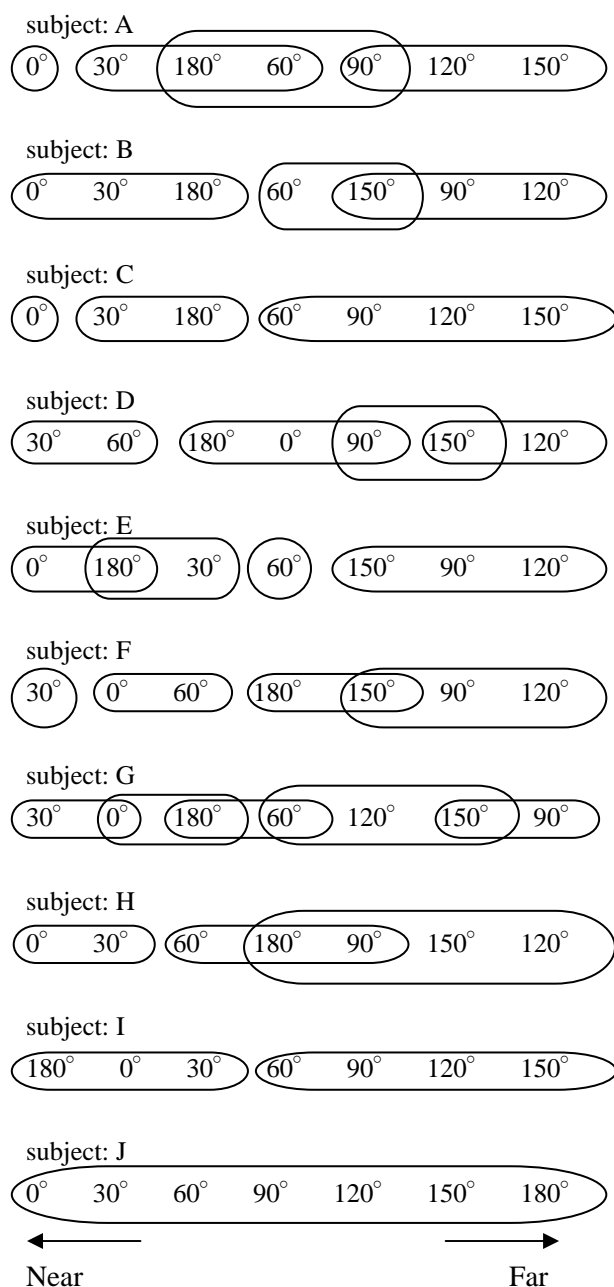 subject: A
0° 30° 180° 60° 90° 120° 150°
subject: B
0° 30° 180° 60° 150° 90° 120°
subject: C
0° 30° 180° 60° 90° 120° 150°
subject: D
30° 60° 180° 0° 90° 150° 120°
subject: E
0° 180° 30° 60° 150° 90° 120°
subject: F
30° 0° 60° 180° 150° 90° 120°
subject: G
30° 0° 180° 60° 120° 150° 90°
subject: H
0° 30° 60° 180° 90° 150° 120°
subject: I
180° 0° 30° 60° 90° 120° 150°
subject: J
0° 30° 60° 90° 120° 150° 180°
Near Far